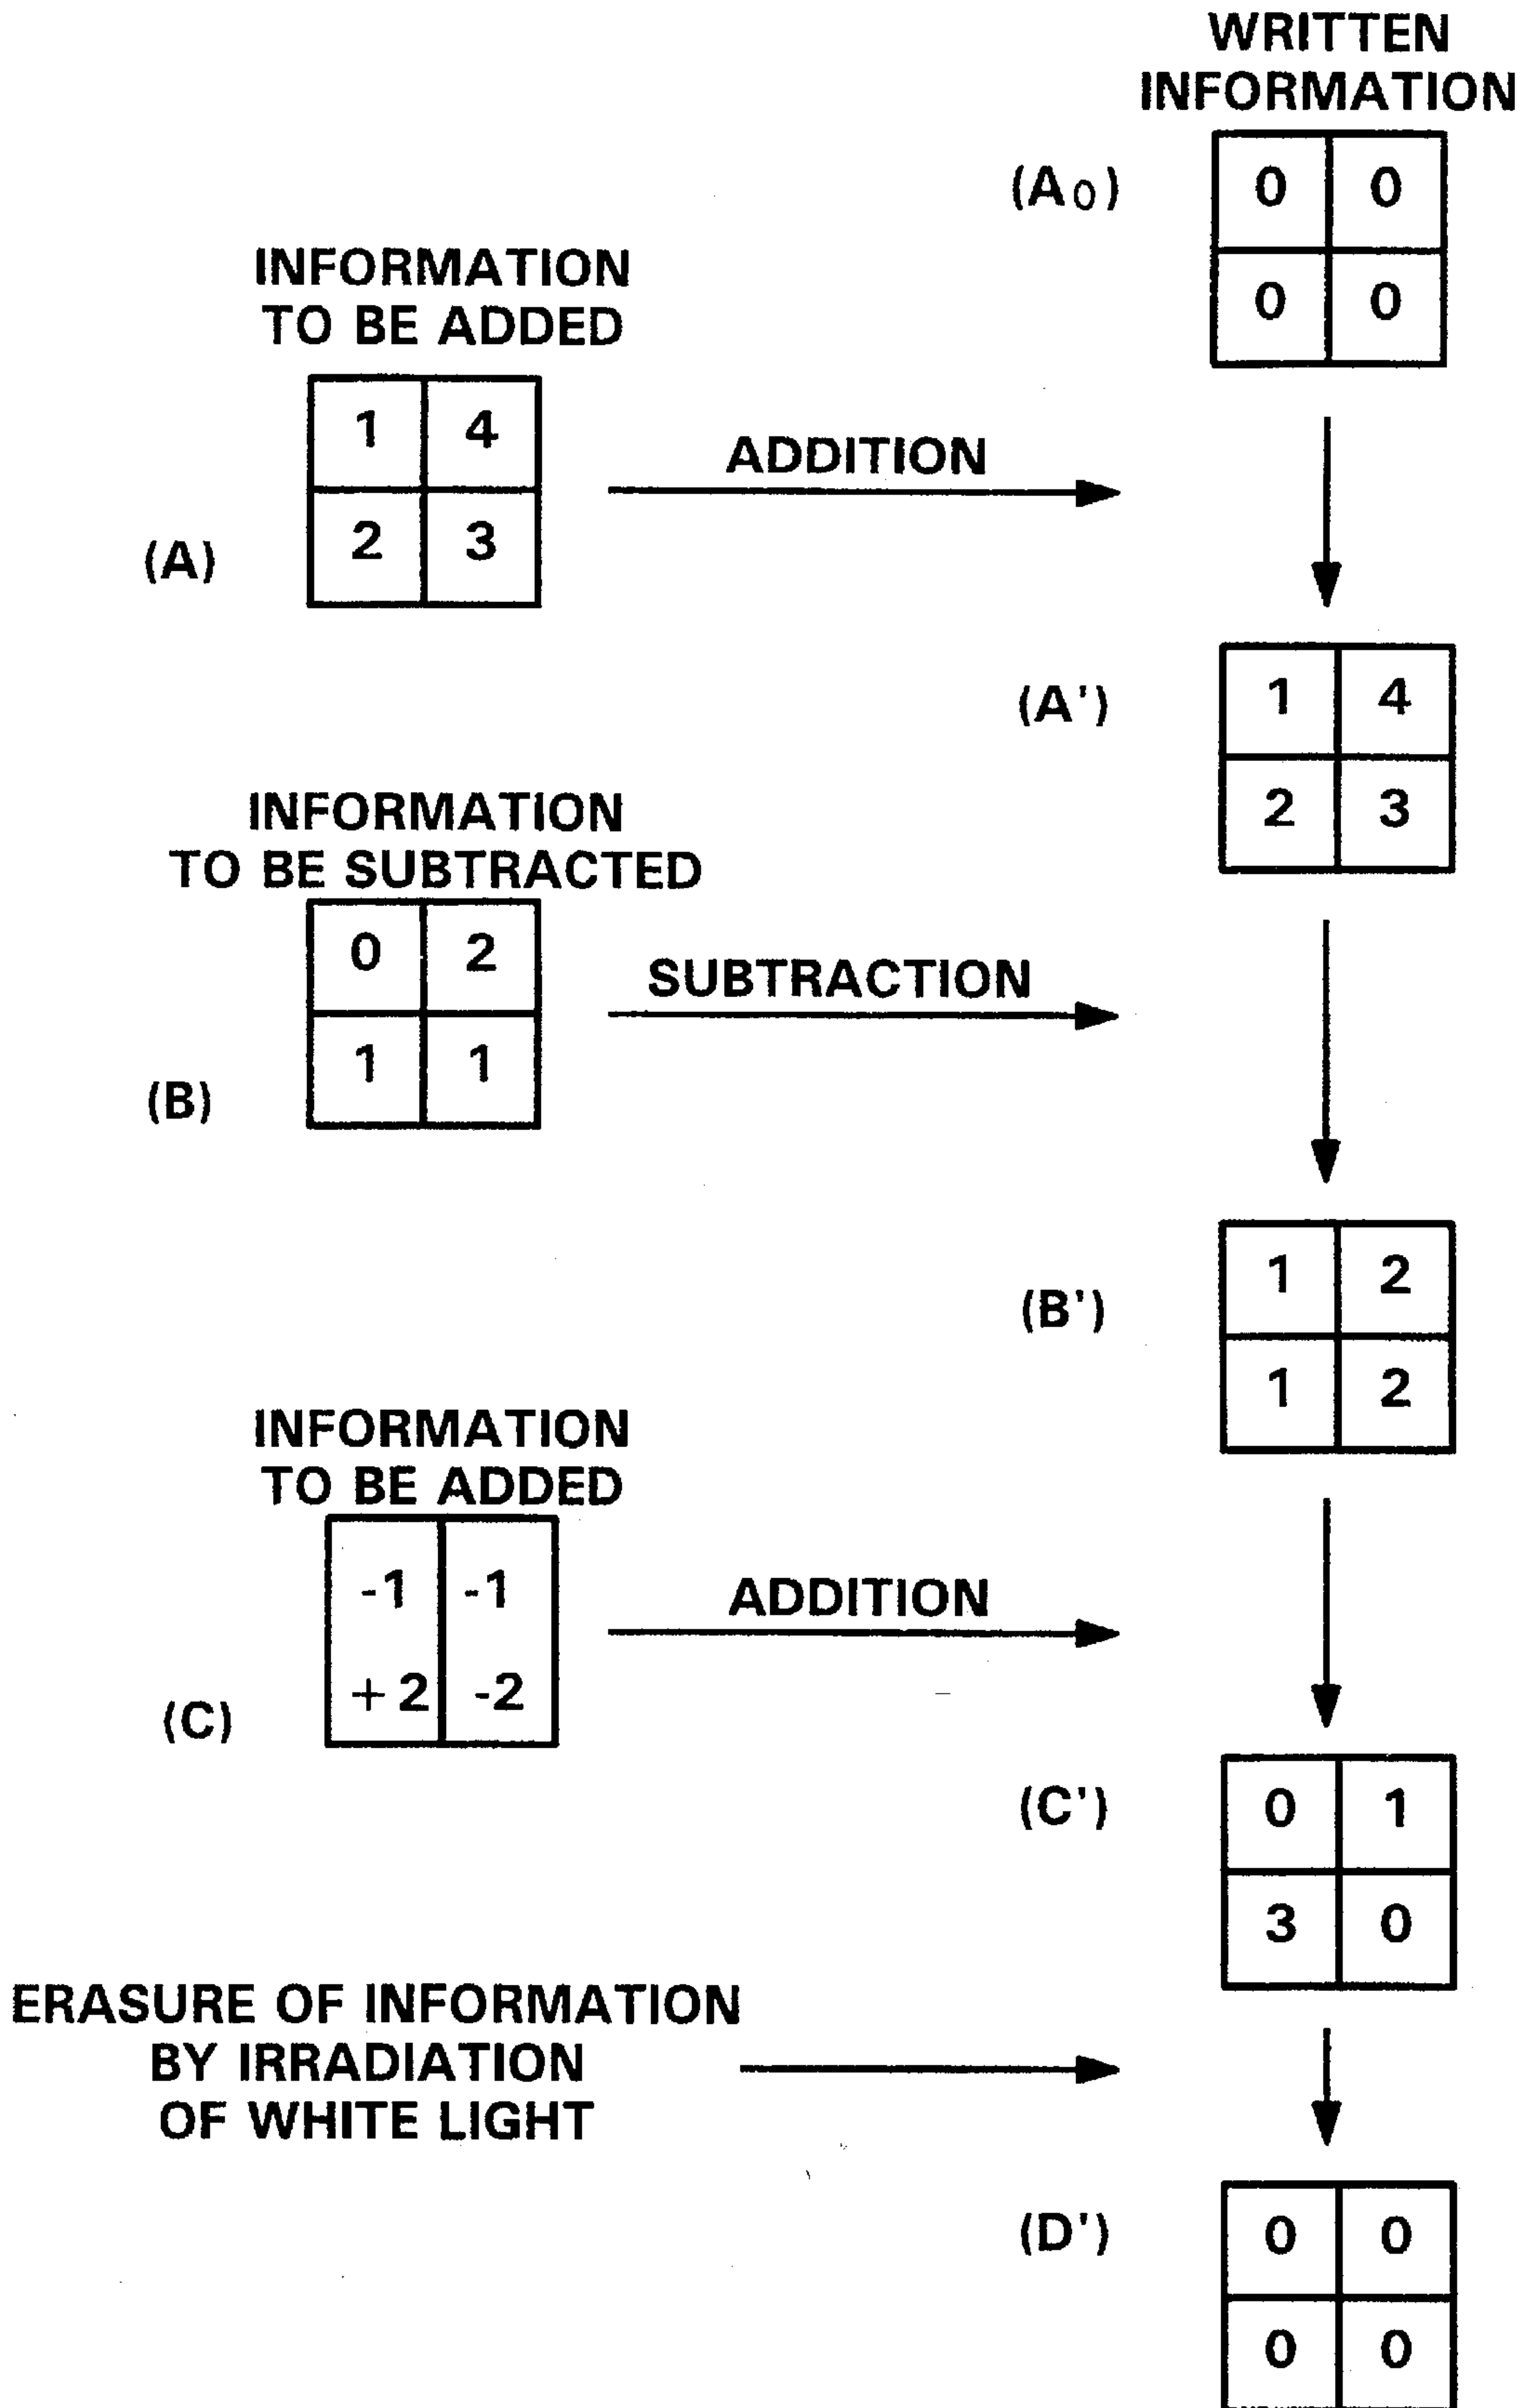 WRITTEN
INFORMATION
(A0)
0 0
0 0
INFORMATION
TO BE ADDED
1 4
2 3
(A)
ADDITION
(A')
1 4
2 3
INFORMATION
TO BE SUBTRACTED
0 2
1 1
(B)
SUBTRACTION
(B')
1 2
1 2
INFORMATION
TO BE ADDED
-1 -1
+2 -2
(C)
ADDITION
(C')
0 1
3 0
ERASURE OF INFORMATION
BY IRRADIATION
OF WHITE LIGHT
(D')
0 0
0 0